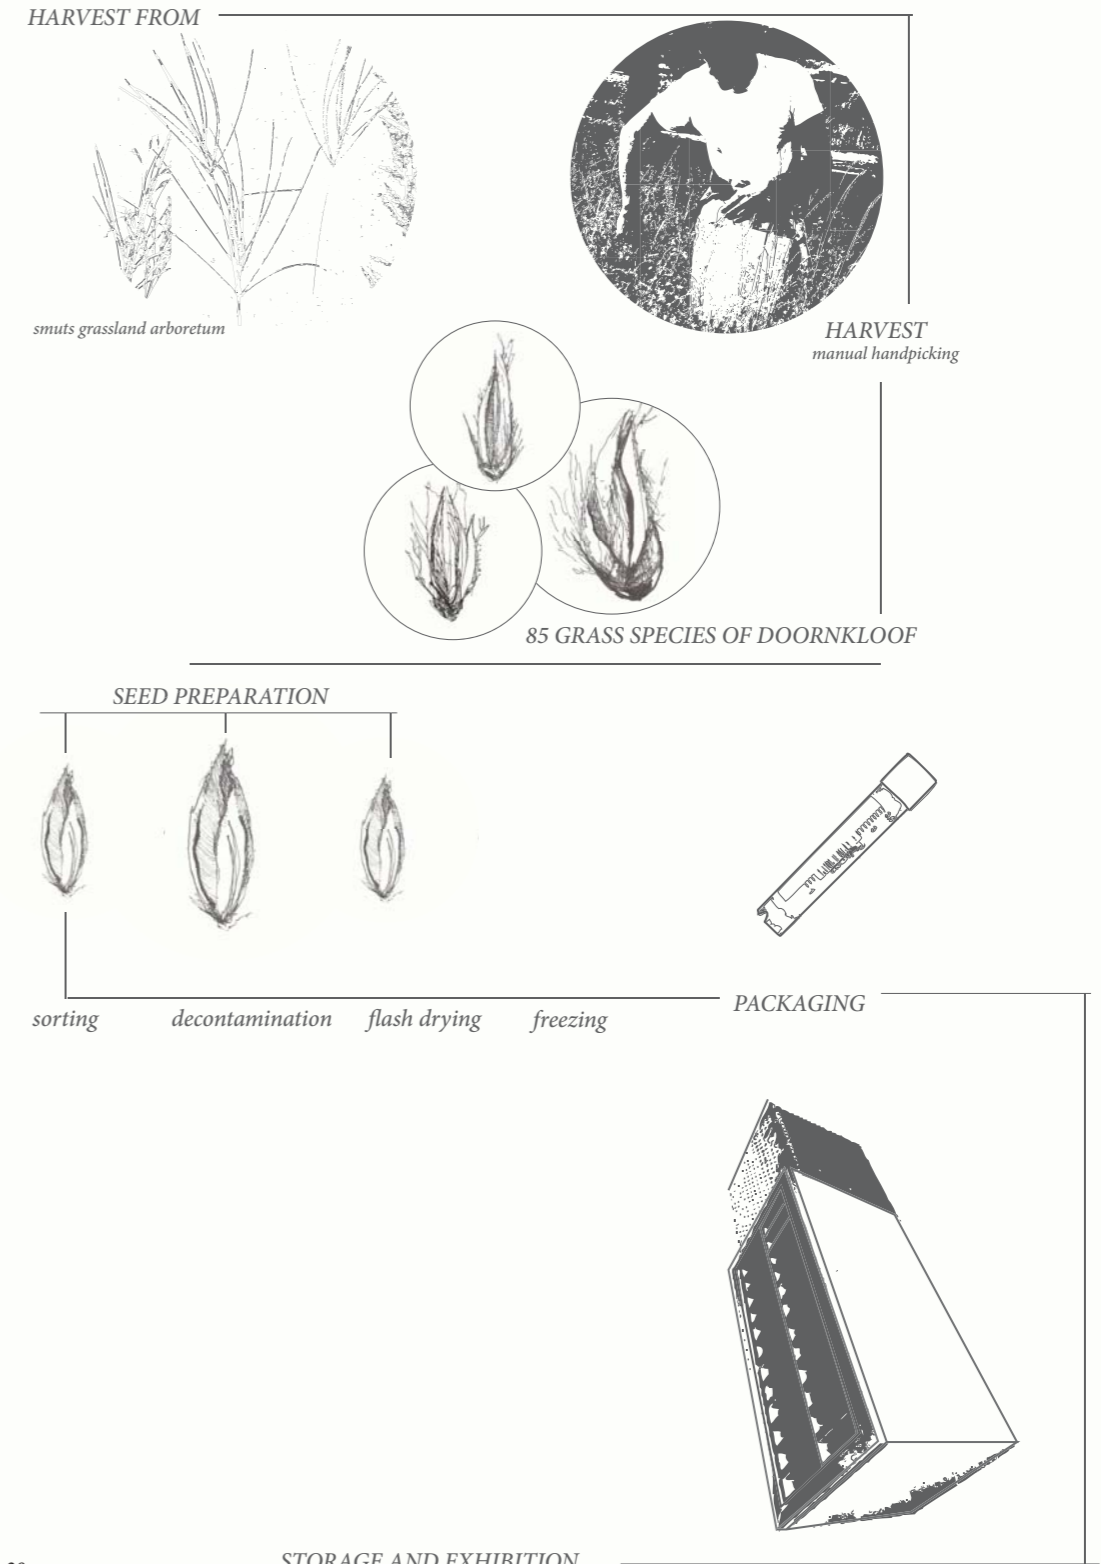 HARVEST FROM
smuts grassland arboretum
HARVEST
manual handpicking
85 GRASS SPECIES OF DOORNKLOOF
SEED PREPARATION
sorting
decontamination
flash drying
freezing
PACKAGING
STORAGE AND EXHIBITION